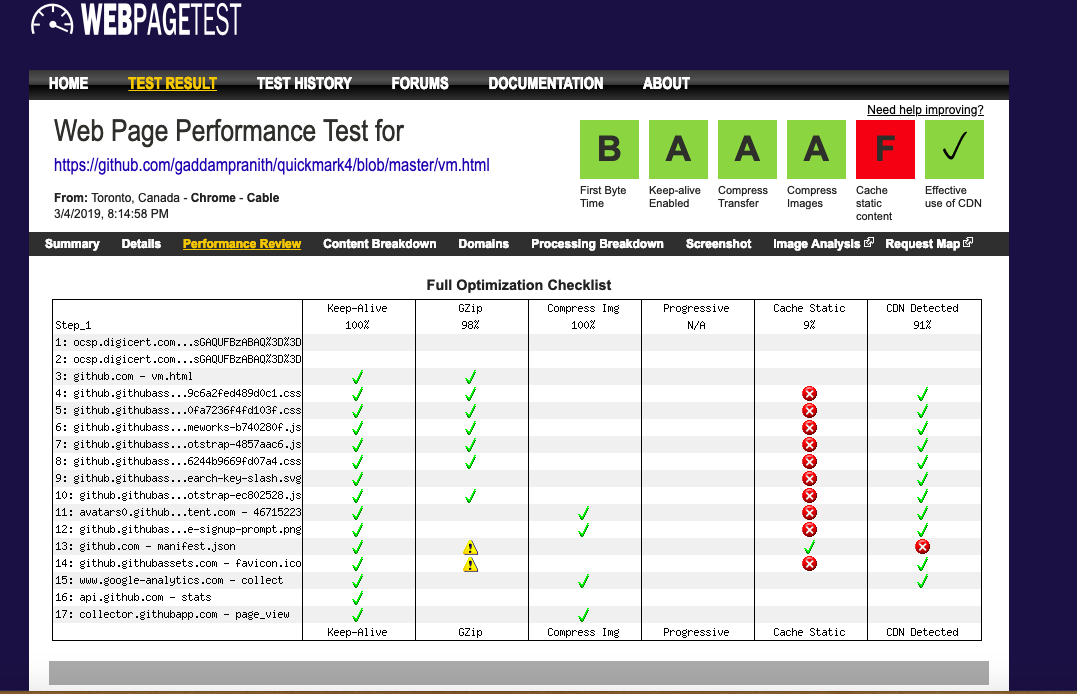 WEBPAGETEST
HOME TEST RESULT TEST HISTORY FORUMS DOCUMENTATION ABOUT
Need help improving?
Web Page Performance Test for
https://github.com/gaddampranith/quickmark4/blob/master/vm.html
From: Toronto, Canada - Chrome - Cable
3/4/2019, 8:14:58 PM
B A A A F
First Byte Time
Keep-alive Enabled
Compress Transfer
Compress Images
Cache static content
Effective use of CDN
Summary Details Performance Review Content Breakdown Domains Processing Breakdown Screenshot Image Analysis Request Map
Full Optimization Checklist
Keep-Alive GZip Compress Img Progressive Cache Static CDN Detected
Step_1 100% 98% 100% N/A 9% 91%
1: ocsp.digicert.com...sGAQUFBzABAQ%3D%3D
2: ocsp.digicert.com...sGAQUFBzABAQ%3D%3D
3: github.com - vm.html
4: github.githubass...9c6a2fed489d0c1.css
5: github.githubass...0fa7236f4fd103f.css
6: github.githubass...meworks-b740280f.js
7: github.githubass...otstrap-4857aac6.js
8: github.githubass...6244b9669fd07a4.css
9: github.githubass...earch-key-slash.svg
10: github.githubas...otstrap-ec802528.js
11: avatars0.github...tent.com - 46715223
12: github.githubas...e-signup-prompt.png
13: github.com - manifest.json
14: github.githubassets.com - favicon.ico
15: www.google-analytics.com - collect
16: api.github.com - stats
17: collector.githubapp.com - page_view
Keep-Alive GZip Compress Img Progressive Cache Static CDN Detected